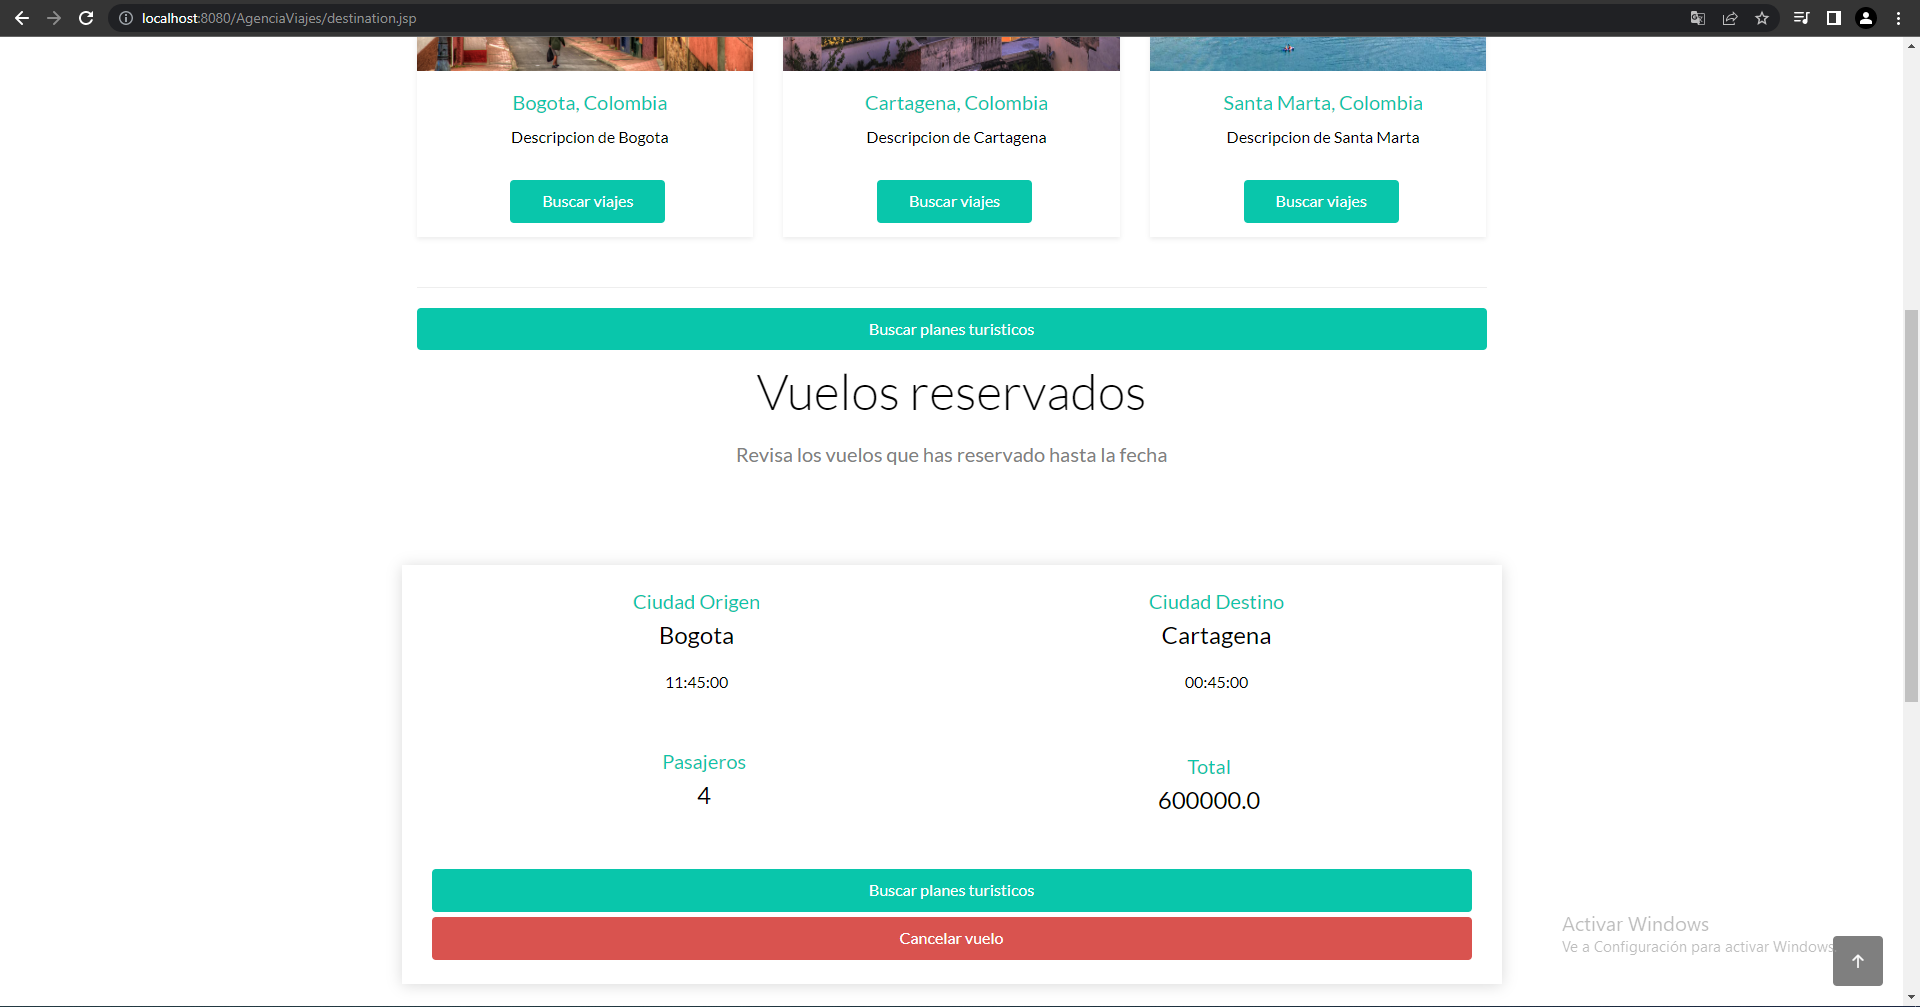 localhost:8080/AgenciaViajes/destination.jsp
Bogota, Colombia
Cartagena, Colombia
Santa Marta, Colombia
Descripcion de Bogota
Descripcion de Cartagena
Descripcion de Santa Marta
Buscar viajes
Buscar viajes
Buscar viajes
Buscar planes turisticos
Vuelos reservados
Revisa los vuelos que has reservado hasta la fecha
Ciudad Origen
Bogota
11:45:00
Ciudad Destino
Cartagena
00:45:00
Pasajeros
4
Total
600000.0
Buscar planes turisticos
Cancelar vuelo
Activar Windows
Ve a Configuración para activar Windows.